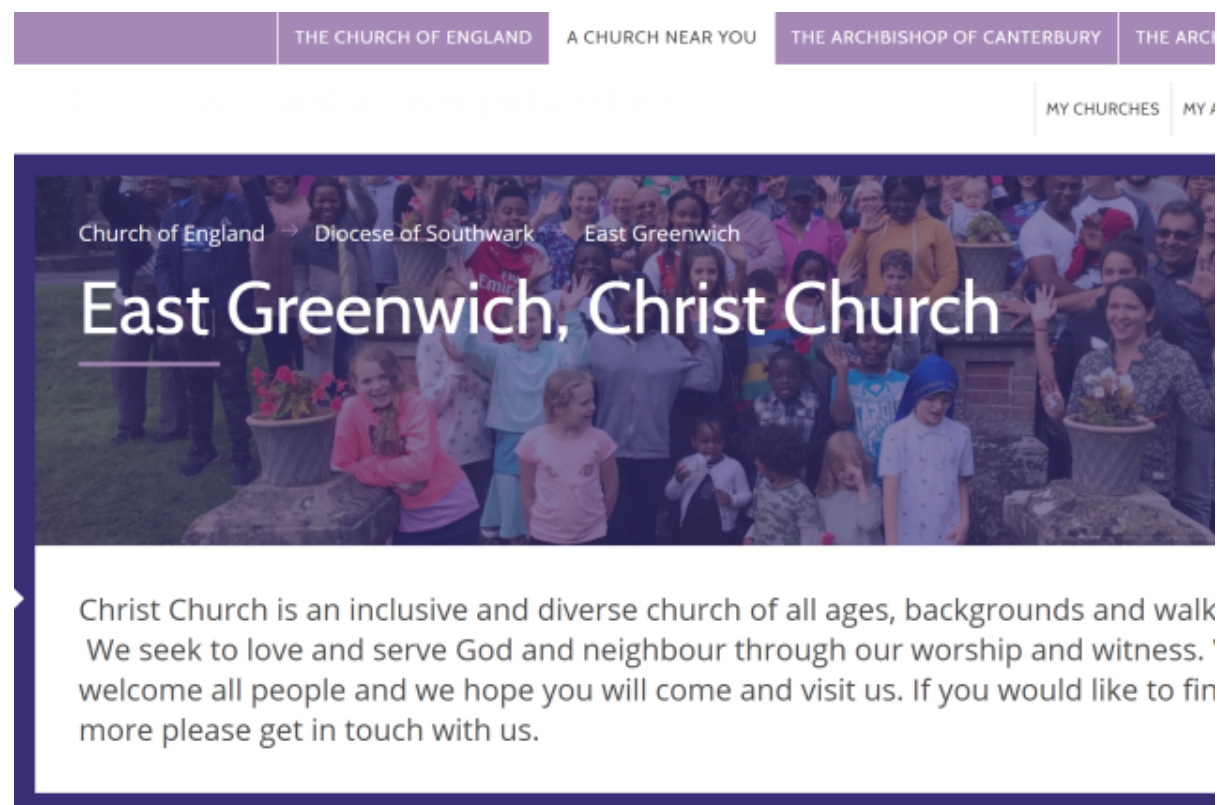 THE CHURCH OF ENGLAND A CHURCH NEAR YOU THE ARCHBISHOP OF CANTERBURY THE ARC
MY CHURCHES MY A
Church of England → Diocese of Southwark East Greenwich
East Greenwich, Christ Church
Christ Church is an inclusive and diverse church of all ages, backgrounds and walk
We seek to love and serve God and neighbour through our worship and witness.
welcome all people and we hope you will come and visit us. If you would like to fin
more please get in touch with us.